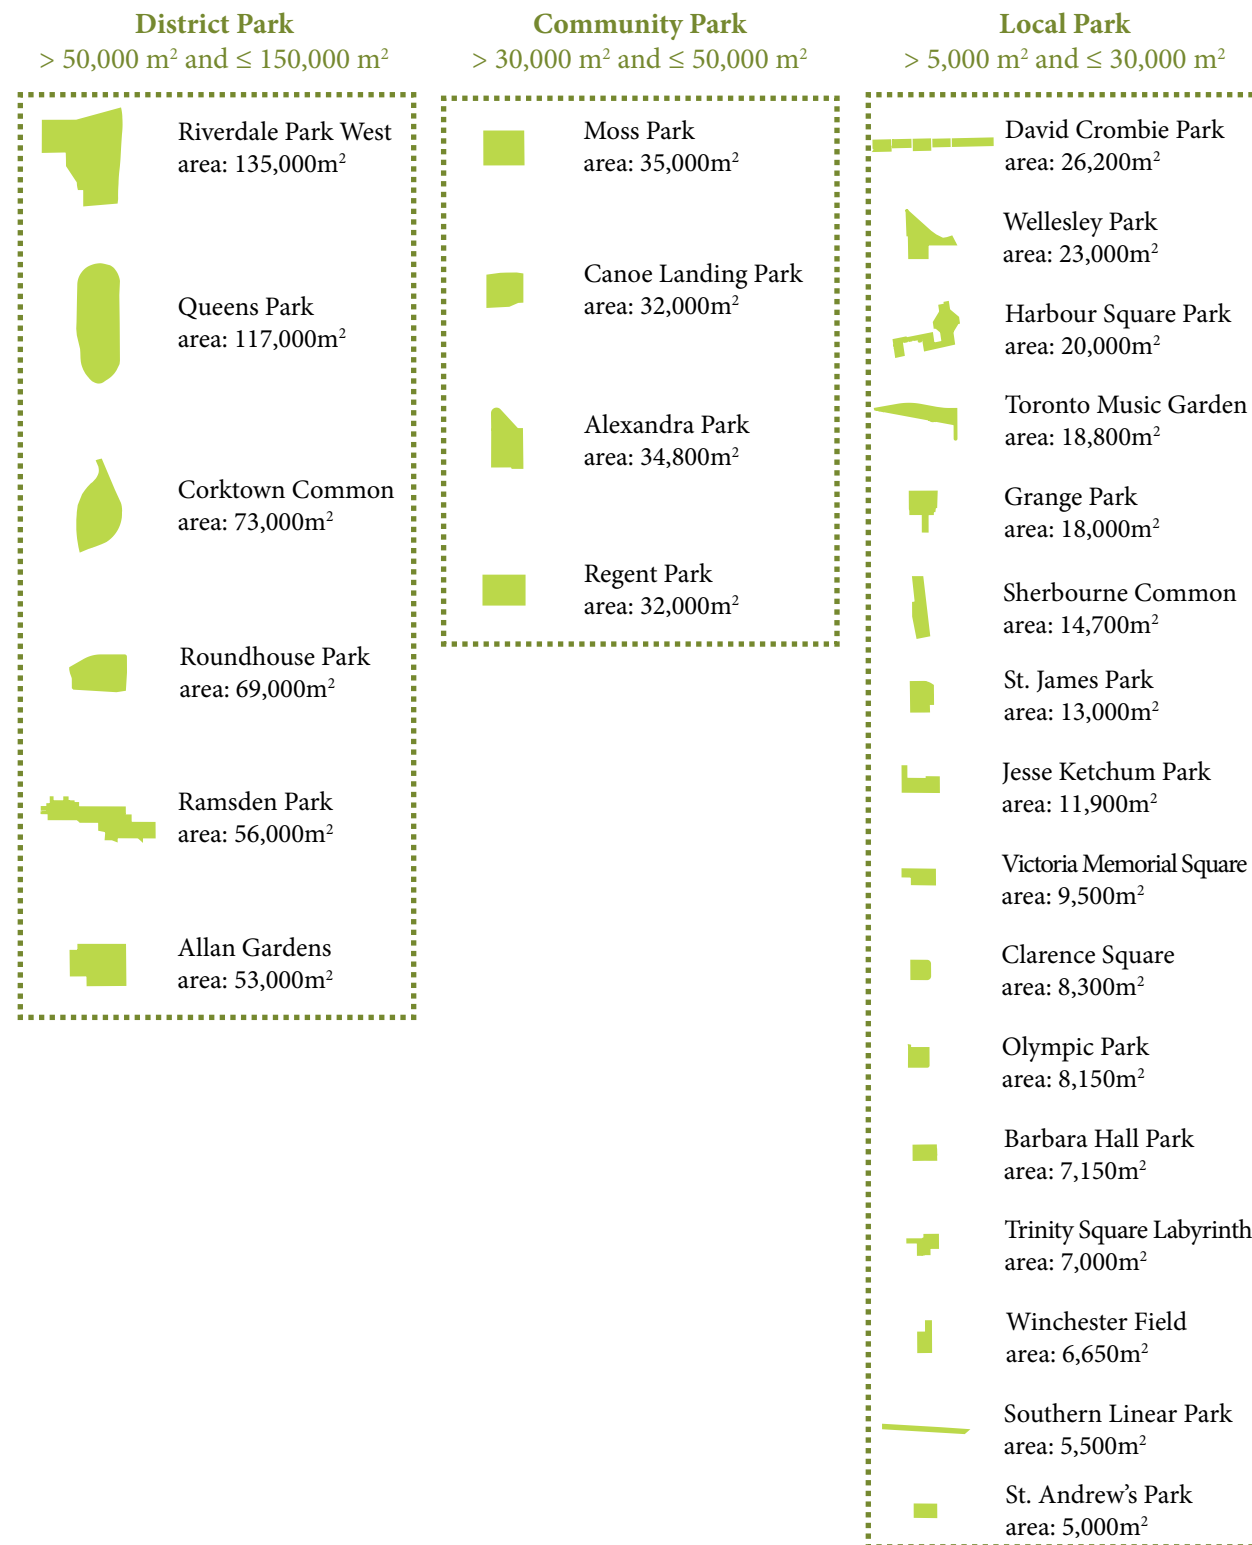 District Park
> 50,000 m² and ≤ 150,000 m²
Riverdale Park West
area: 135,000m²
Queens Park
area: 117,000m²
Corktown Common
area: 73,000m²
Roundhouse Park
area: 69,000m²
Ramsden Park
area: 56,000m²
Allan Gardens
area: 53,000m²
Community Park
> 30,000 m² and ≤ 50,000 m²
Moss Park
area: 35,000m²
Canoe Landing Park
area: 32,000m²
Alexandra Park
area: 34,800m²
Regent Park
area: 32,000m²
Local Park
> 5,000 m² and ≤ 30,000 m²
David Crombie Park
area: 26,200m²
Wellesley Park
area: 23,000m²
Harbour Square Park
area: 20,000m²
Toronto Music Garden
area: 18,800m²
Grange Park
area: 18,000m²
Sherbourne Common
area: 14,700m²
St. James Park
area: 13,000m²
Jesse Ketchum Park
area: 11,900m²
Victoria Memorial Square
area: 9,500m²
Clarence Square
area: 8,300m²
Olympic Park
area: 8,150m²
Barbara Hall Park
area: 7,150m²
Trinity Square Labyrinth
area: 7,000m²
Winchester Field
area: 6,650m²
Southern Linear Park
area: 5,500m²
St. Andrew's Park
area: 5,000m²